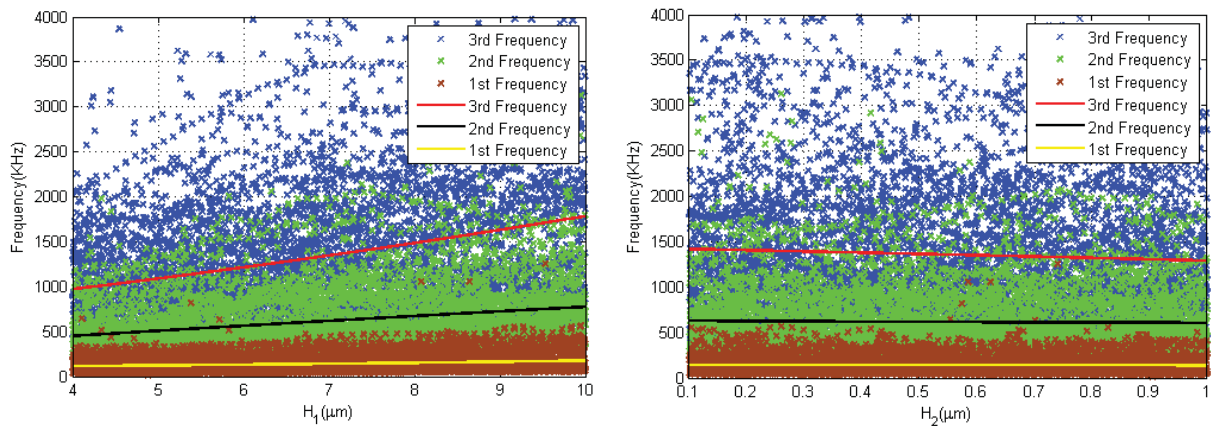 4000
3500
3000
2500
2000
1500
1000
500
0
Frequency(KHz)
4 5 6 7 8 9 10
H1(μm)
3rd Frequency
2nd Frequency
1st Frequency
3rd Frequency
2nd Frequency
1st Frequency
4000
3500
3000
2500
2000
1500
1000
500
0
Frequency(KHz)
0.1 0.2 0.3 0.4 0.5 0.6 0.7 0.8 0.9 1
H2(μm)
3rd Frequency
2nd Frequency
1st Frequency
3rd Frequency
2nd Frequency
1st Frequency